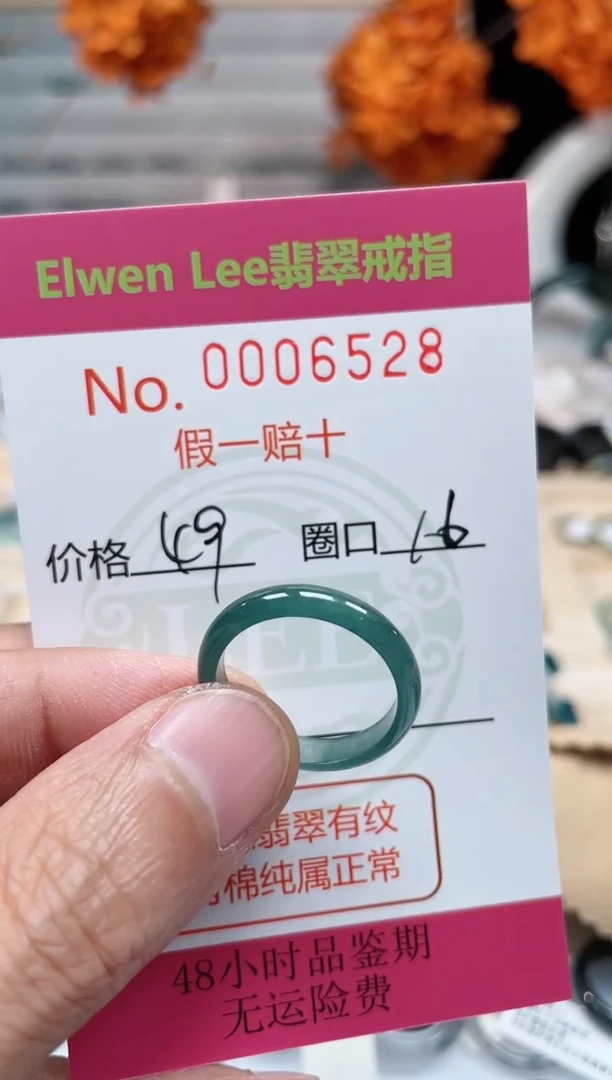 Elwen Lee翡翠戒指
No. 0006528
假一赔十
价格 49 圈口 16
LEE
翡翠有纹
棉纯属正常
48小时品鉴期
无运险费